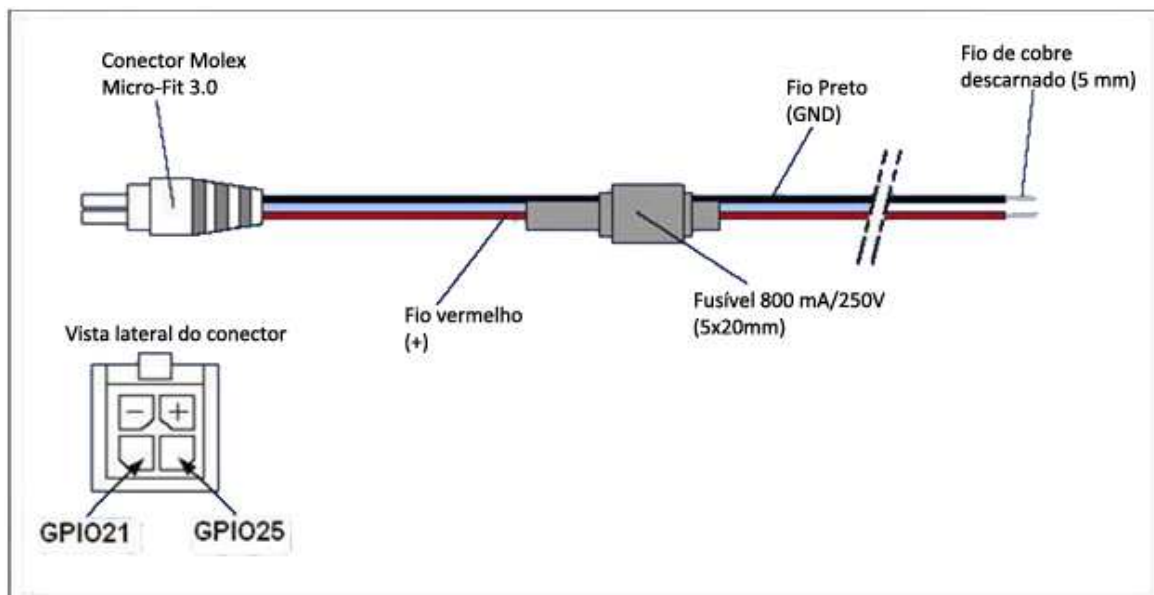 Conector Molex
Micro-Fit 3.0
Fio Preto
(GND)
Fio de cobre
descarnado (5 mm)
Fio vermelho
(+)
Fusível 800 mA/250V
(5x20mm)
Vista lateral do conector
- +
GPIO21
GPIO25